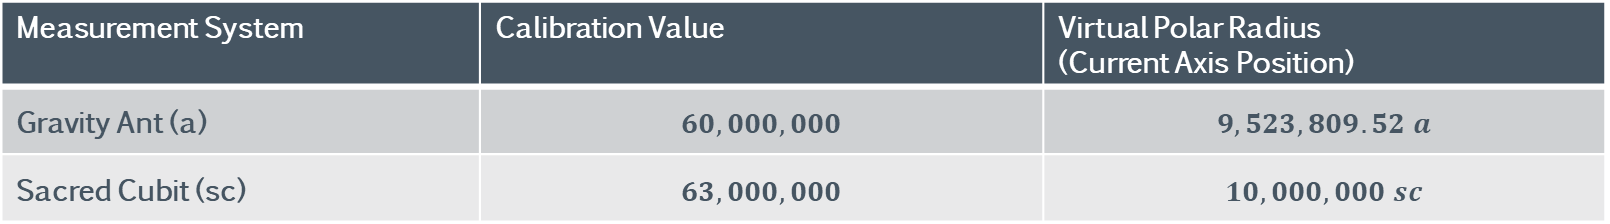 Measurement System
Calibration Value
Virtual Polar Radius
(Current Axis Position)
Gravity Ant (a)
60,000,000
9,523,809.52 a
Sacred Cubit (sc)
63,000,000
10,000,000 sc